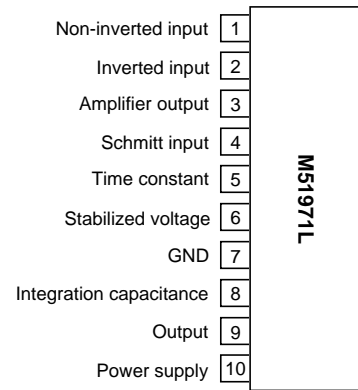 Non-inverted input 1
Inverted input 2
Amplifier output 3
Schmitt input 4
Time constant 5
Stabilized voltage 6
GND 7
Integration capacitance 8
Output 9
Power supply 10
M51971L